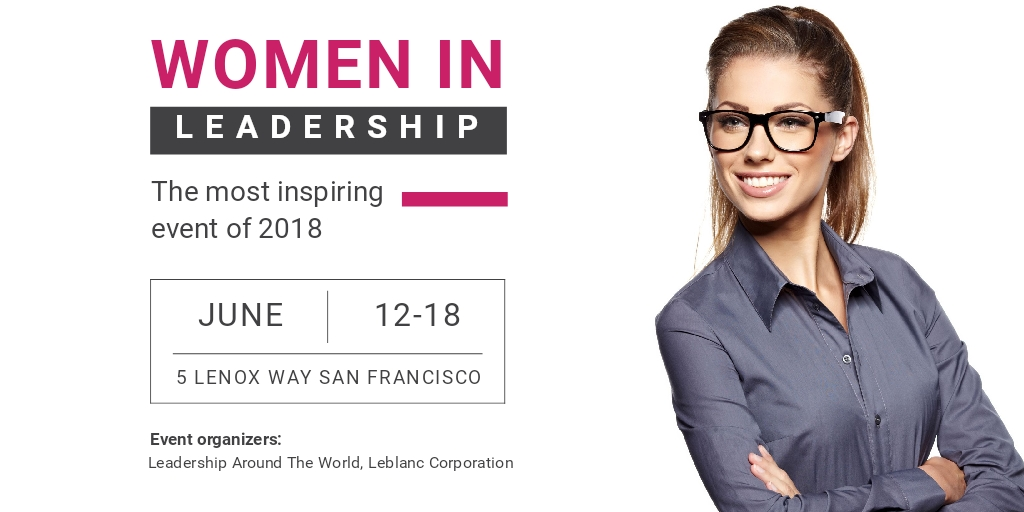 WOMEN IN
LEADERSHIP
The most inspiring
event of 2018
JUNE 12-18
5 LENOX WAY SAN FRANCISCO
Event organizers:
Leadership Around The World, Leblanc Corporation